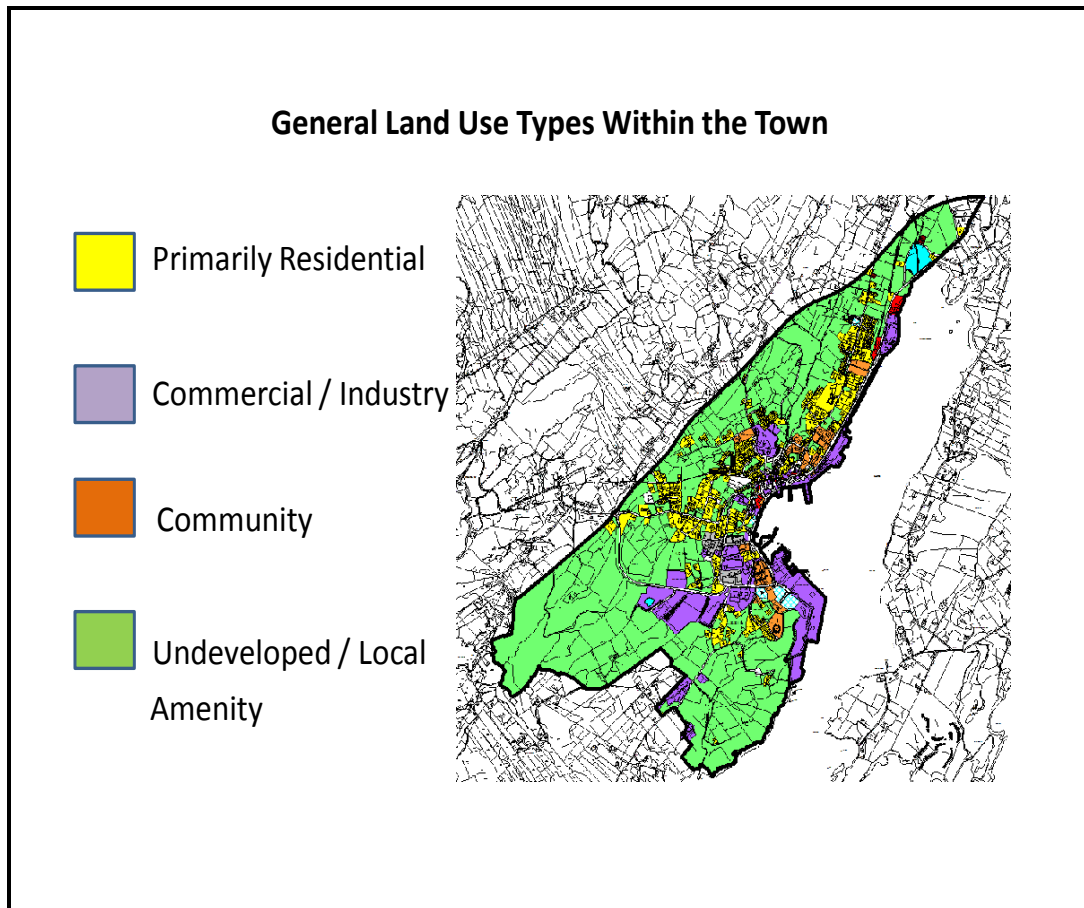 General Land Use Types Within the Town
Primarily Residential
Commercial / Industry
Community
Undeveloped / Local
Amenity